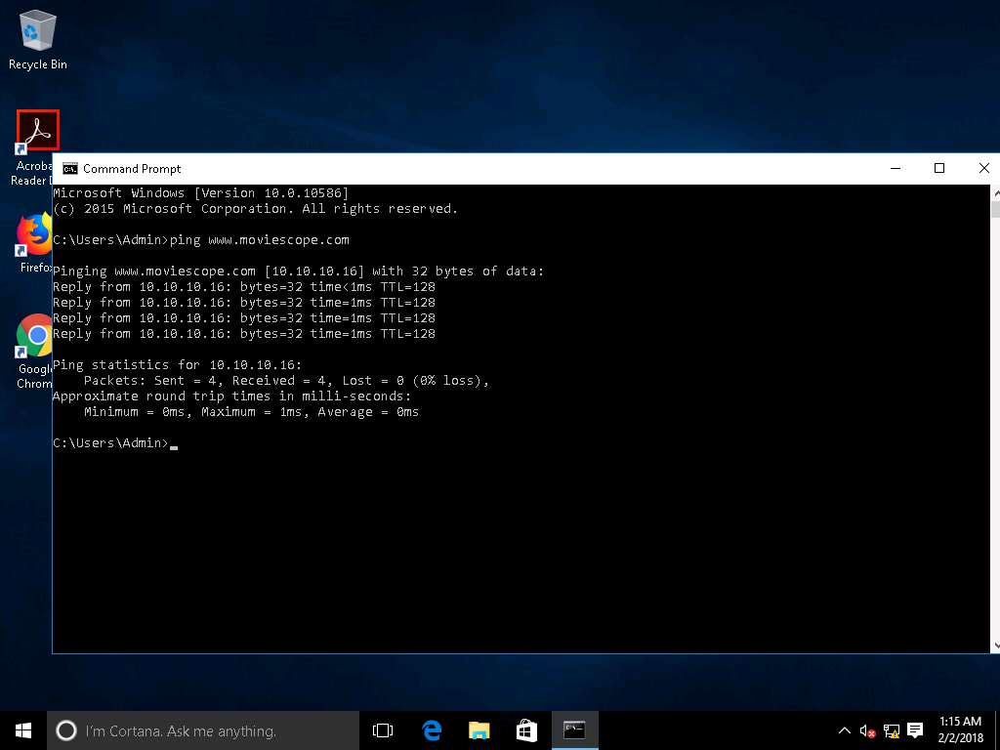 Recycle Bin
Acroba
Reader D
Firefox
Google
Chrom
Command Prompt
Microsoft Windows [Version 10.0.10586]
(c) 2015 Microsoft Corporation. All rights reserved.
C:\Users\Admin>ping www.moviescope.com
Pinging www.moviescope.com [10.10.10.16] with 32 bytes of data:
Reply from 10.10.10.16: bytes=32 time<1ms TTL=128
Reply from 10.10.10.16: bytes=32 time=1ms TTL=128
Reply from 10.10.10.16: bytes=32 time=1ms TTL=128
Reply from 10.10.10.16: bytes=32 time=1ms TTL=128
Ping statistics for 10.10.10.16:
Packets: Sent = 4, Received = 4, Lost = 0 (0% loss),
Approximate round trip times in milli-seconds:
Minimum = 0ms, Maximum = 1ms, Average = 0ms
C:\Users\Admin>
I'm Cortana. Ask me anything.
1:15 AM
2/2/2018